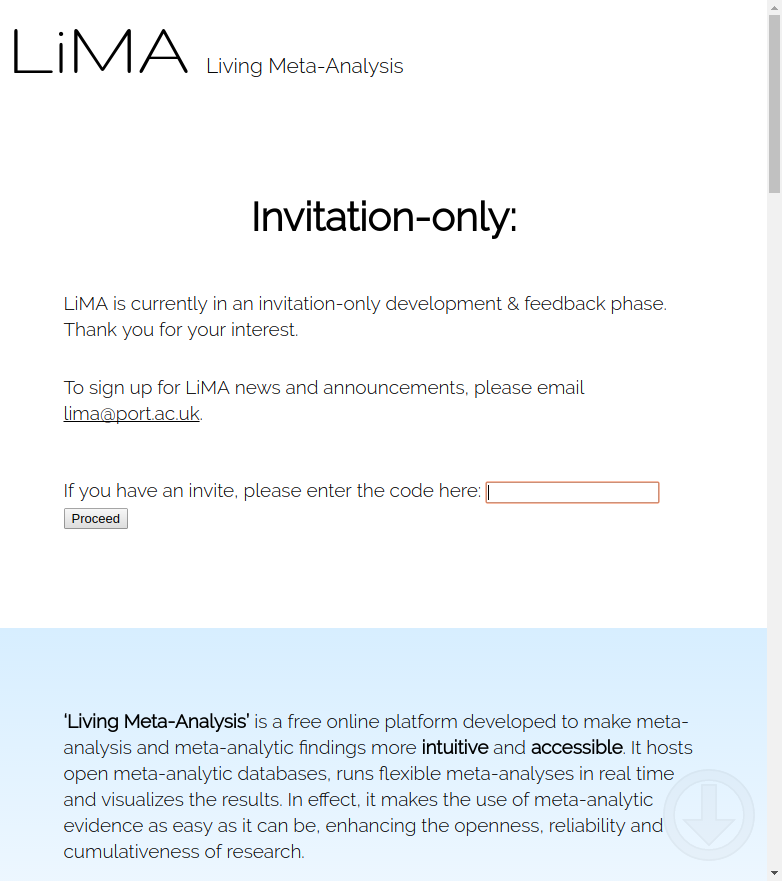 LiMA Living Meta-Analysis
Invitation-only:
LiMA is currently in an invitation-only development & feedback phase.
Thank you for your interest.
To sign up for LiMA news and announcements, please email
lima@port.ac.uk.
If you have an invite, please enter the code here:
Proceed
‘Living Meta-Analysis’ is a free online platform developed to make meta-
analysis and meta-analytic findings more intuitive and accessible. It hosts
open meta-analytic databases, runs flexible meta-analyses in real time
and visualizes the results. In effect, it makes the use of meta-analytic
evidence as easy as it can be, enhancing the openness, reliability and
cumulativeness of research.